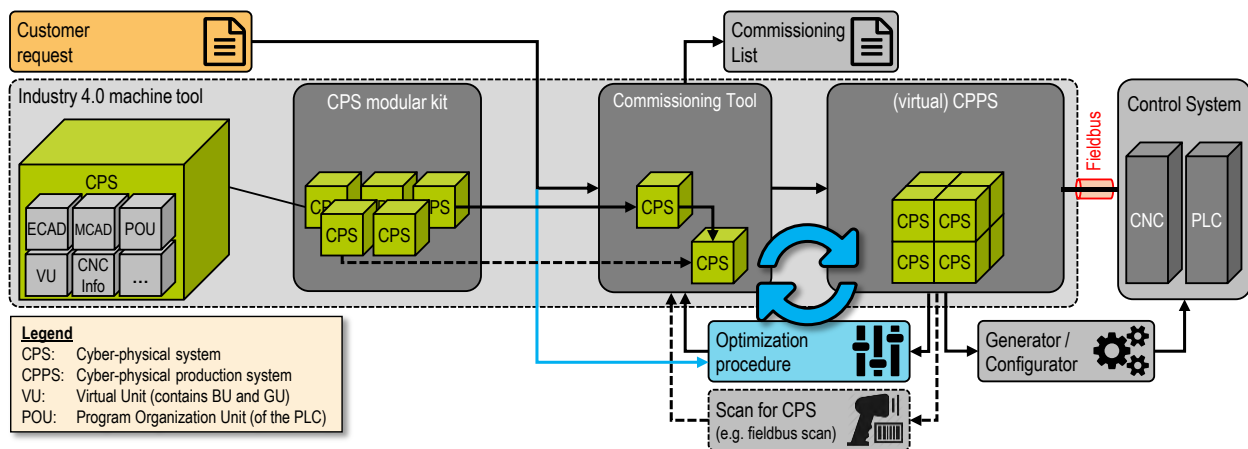 Customer
request
Commissioning
List
Industry 4.0 machine tool
CPS modular kit
Commissioning Tool
(virtual) CPPS
Control System
Fieldbus
CPS
ECAD
MCAD
POU
VU
CNC
Info
...
CPS
CPS
CPS
CPS
CPS
CPS
CPS
CPS
CPS
CPS
CNC
PLC
Legend
CPS: Cyber-physical system
CPPS: Cyber-physical production system
VU: Virtual Unit (contains BU and GU)
POU: Program Organization Unit (of the PLC)
Optimization
procedure
Generator /
Configurator
Scan for CPS
(e.g. fieldbus scan)